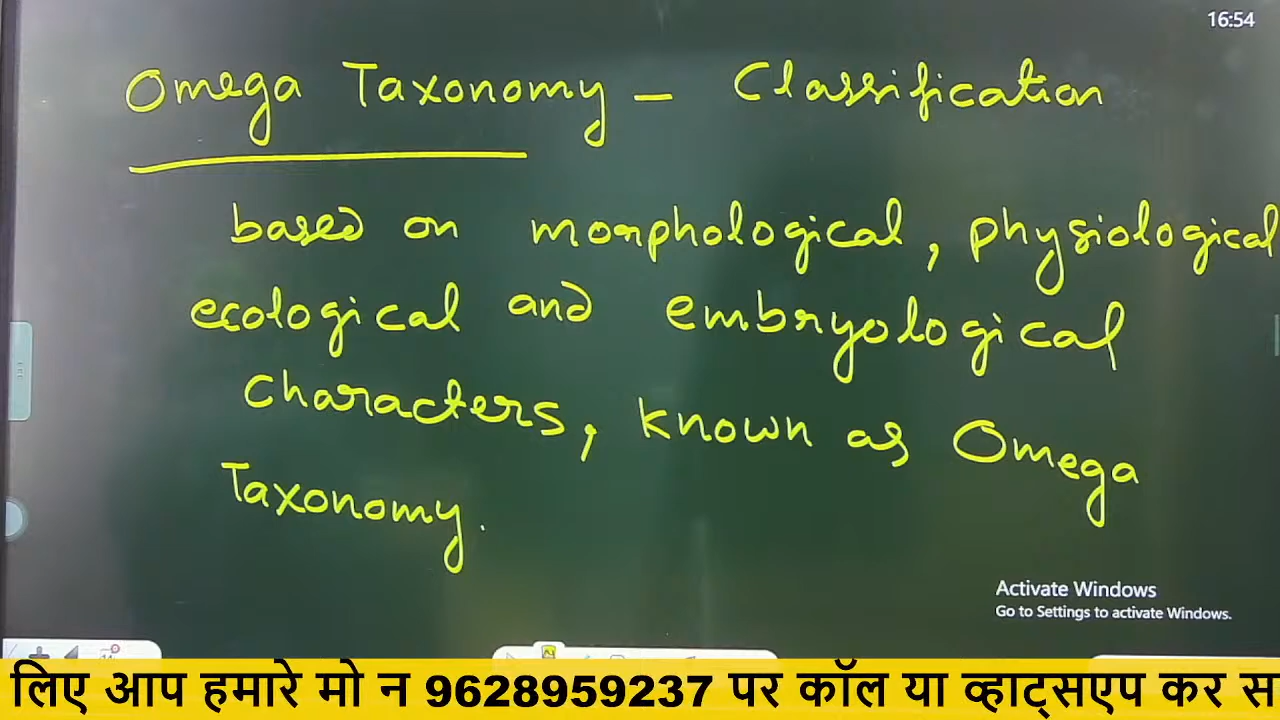 16:54
Omega Taxonomy - Classification
based on morphological, physiological
ecological and embryological
characters, known as Omega
Taxonomy.
Activate Windows
Go to Settings to activate Windows.
लिए आप हमारे मो न 9628959237 पर कॉल या व्हाट्सएप कर स